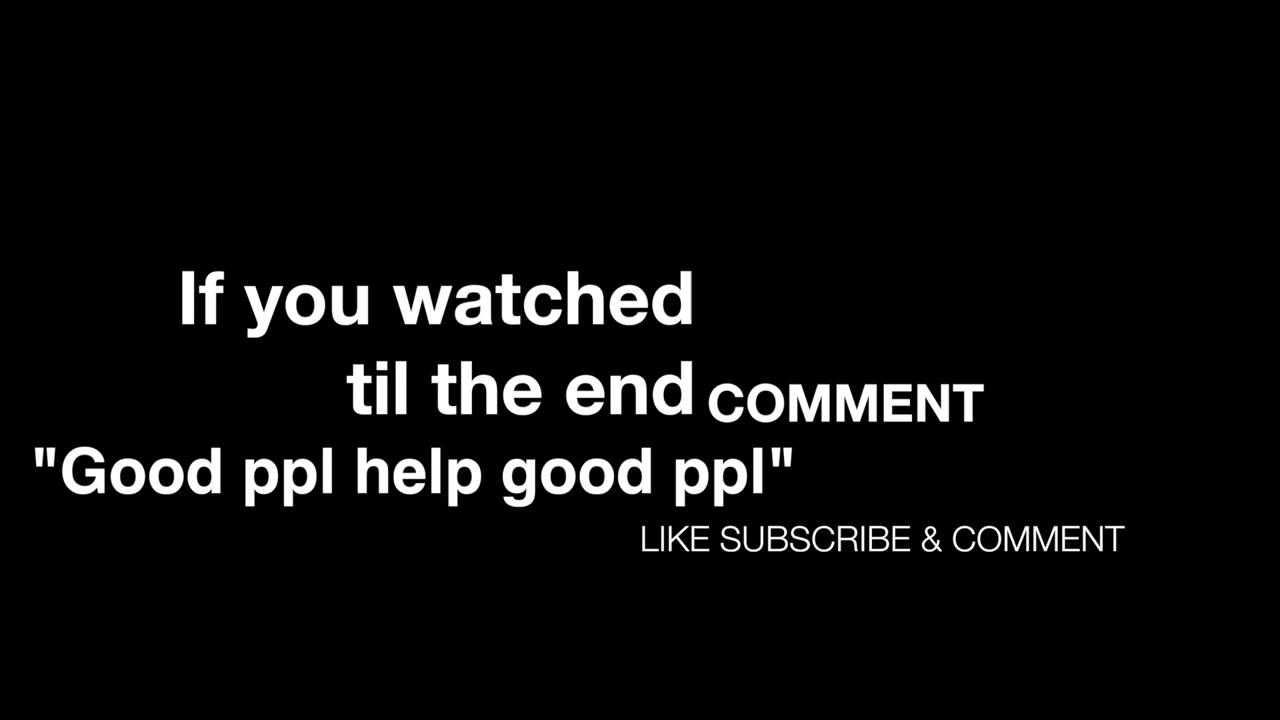 If you watched
til the end COMMENT
"Good ppl help good ppl"
LIKE SUBSCRIBE & COMMENT